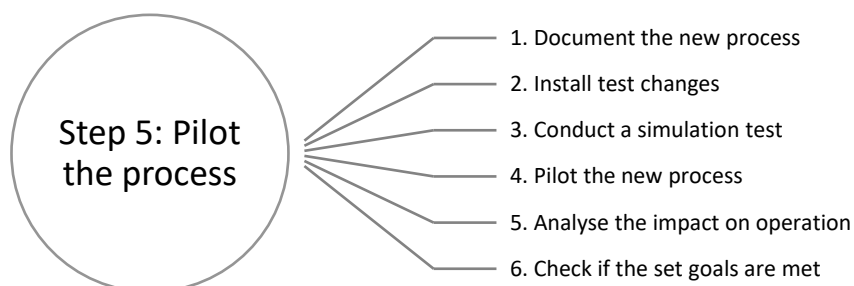 Step 5: Pilot
the process
1. Document the new process
2. Install test changes
3. Conduct a simulation test
4. Pilot the new process
5. Analyse the impact on operation
6. Check if the set goals are met